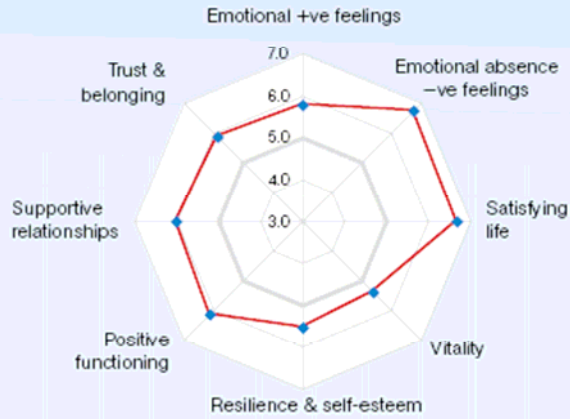 Emotional +ve feelings
7.0
Trust &
belonging
6.0
Emotional absence
−ve feelings
5.0
4.0
Supportive
relationships
3.0
Satisfying
life
Positive
functioning
Vitality
Resilience & self-esteem